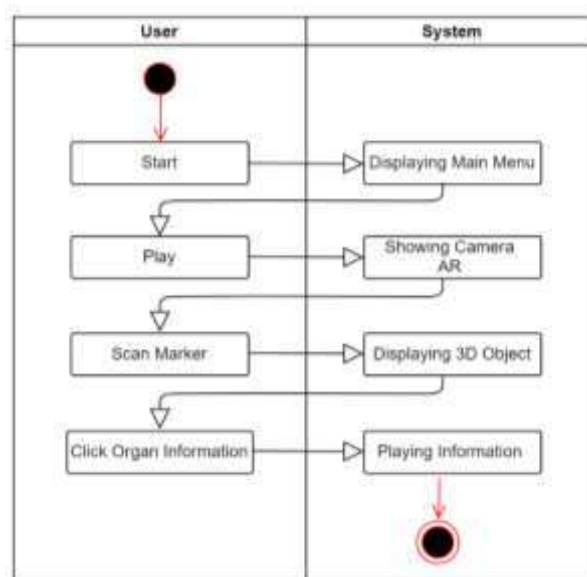 User
System
Start
Displaying Main Menu
Play
Showing Camera
AR
Scan Marker
Displaying 3D Object
Click Organ Information
Playing Information